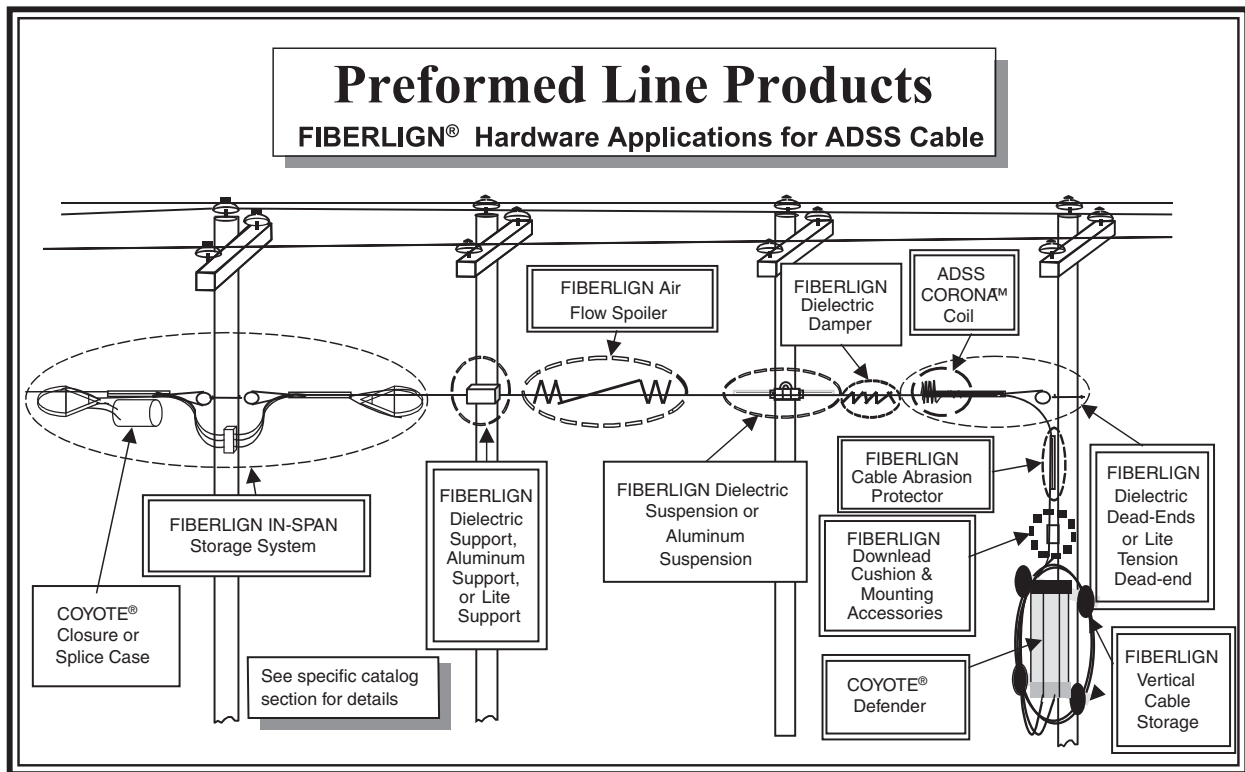 Preformed Line Products
FIBERLIGN® Hardware Applications for ADSS Cable
FIBERLIGN Air
Flow Spoiler
FIBERLIGN
Dielectric
Damper
ADSS
CORONA™
Coil
FIBERLIGN IN-SPAN
Storage System
COYOTE®
Closure or
Splice Case
See specific catalog
section for details
FIBERLIGN
Dielectric
Support,
Aluminum
Support,
or Lite
Support
FIBERLIGN Dielectric
Suspension or
Aluminum
Suspension
FIBERLIGN
Cable Abrasion
Protector
FIBERLIGN
Downlead
Cushion &
Mounting
Accessories
COYOTE®
Defender
FIBERLIGN
Dielectric
Dead-Ends
or Lite
Tension
Dead-end
FIBERLIGN
Vertical
Cable
Storage